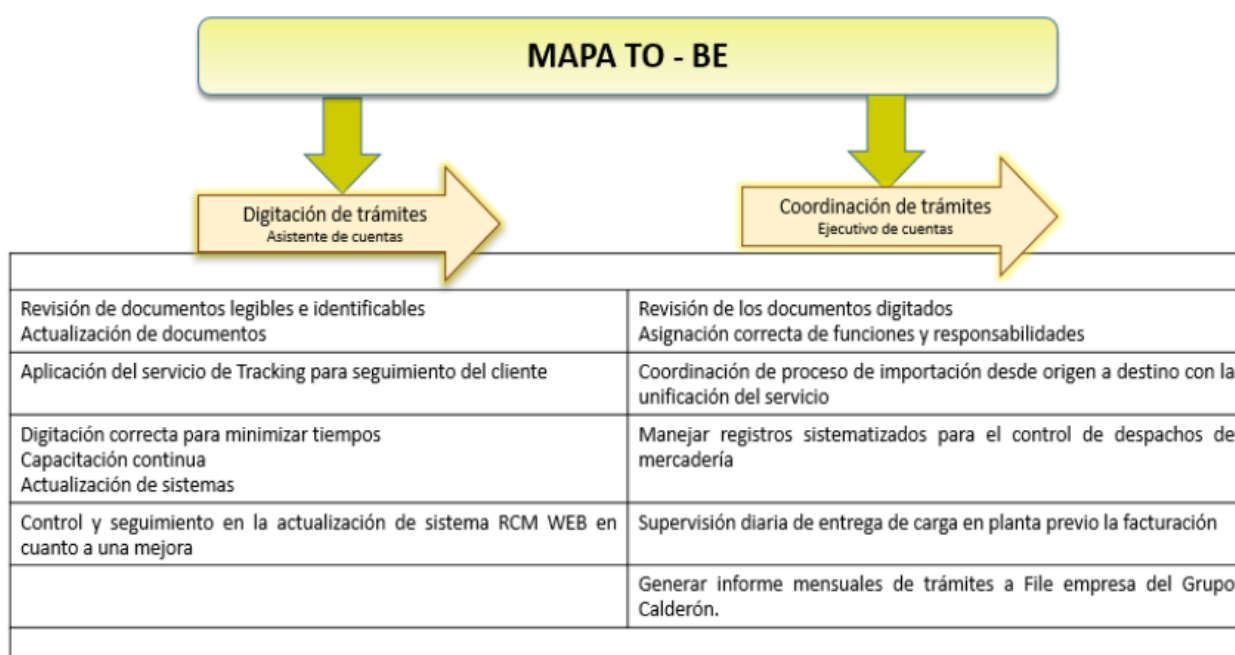 MAPA TO - BE
Digitación de trámites
Asistente de cuentas
Coordinación de trámites
Ejecutivo de cuentas
Revisión de documentos legibles e identificables
Actualización de documentos
Revisión de los documentos digitados
Asignación correcta de funciones y responsabilidades
Aplicación del servicio de Tracking para seguimiento del cliente
Coordinación de proceso de importación desde origen a destino con la
unificación del servicio
Digitación correcta para minimizar tiempos
Capacitación continua
Actualización de sistemas
Manejar registros sistematizados para el control de despachos de
mercadería
Control y seguimiento en la actualización de sistema RCM WEB en
cuanto a una mejora
Supervisión diaria de entrega de carga en planta previo la facturación
Generar informe mensuales de trámites a File empresa del Grupo
Calderón.